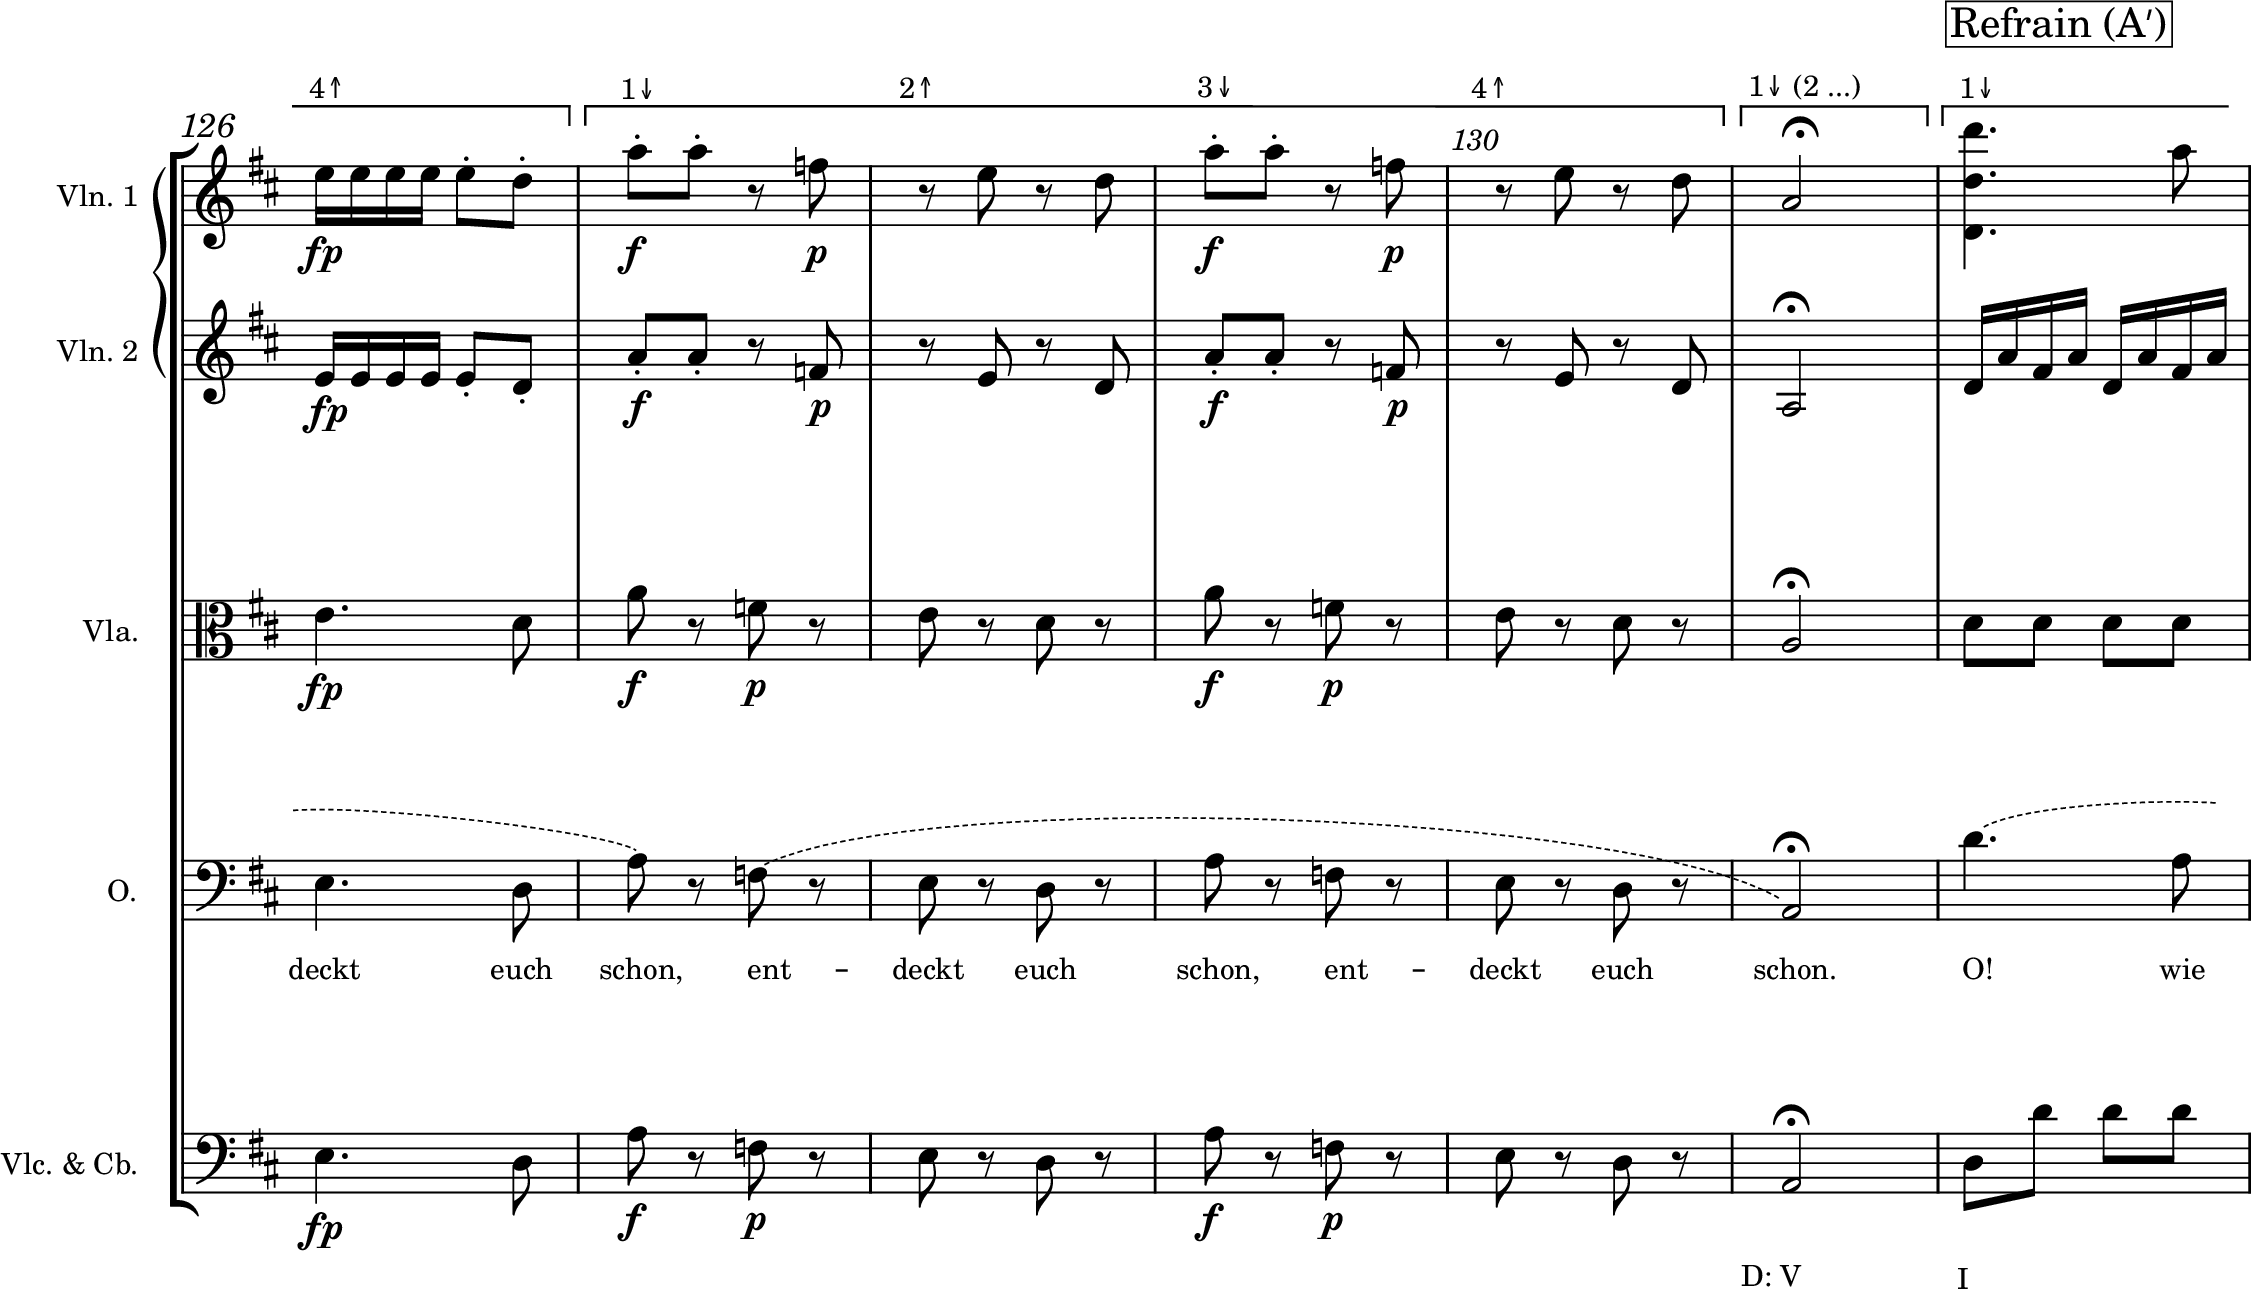 Refrain (A′)
4↑ 1↓ 2↑ 3↓ 4↑ 1↓ (2 ...) 1↓
126 130
Vln. 1
fp f p f p
Vln. 2
fp f p f p
Vla.
fp f p f p
O.
deckt euch schon, ent – deckt euch schon, ent – deckt euch schon. O! wie
Vlc. & Cb.
fp f p f p
D: V I